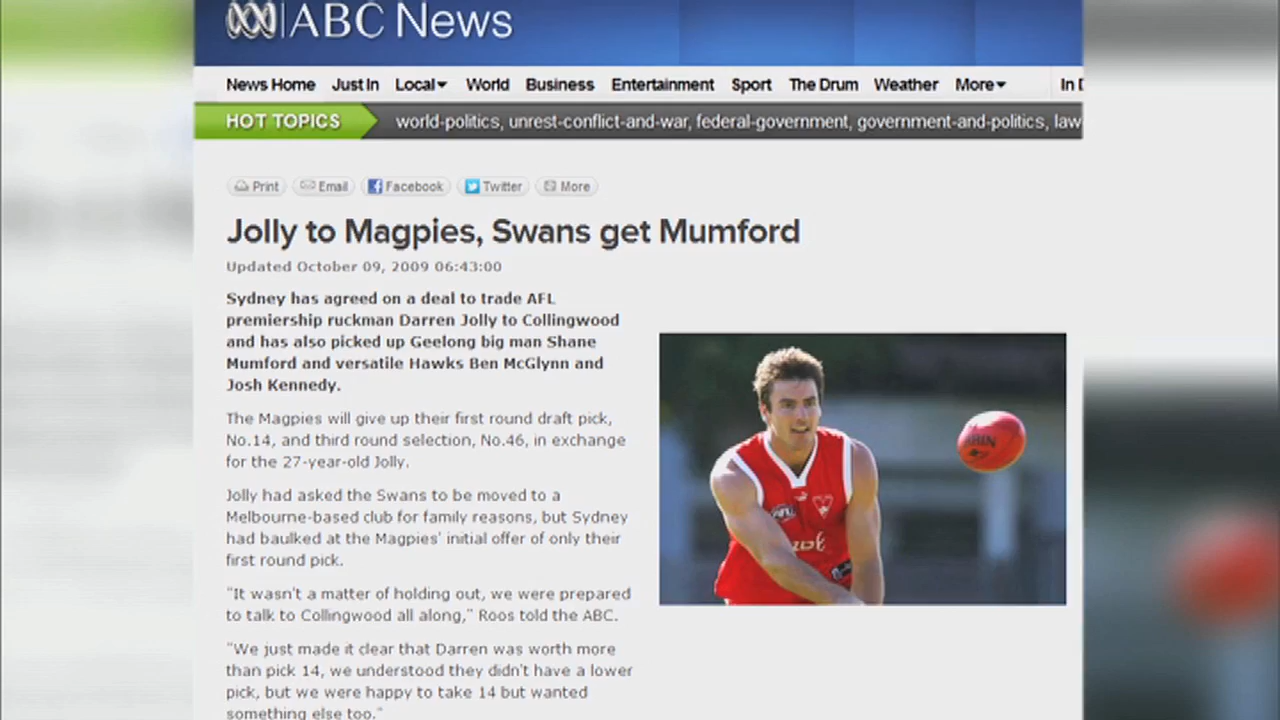 ABC News
News Home Just In Local World Business Entertainment Sport The Drum Weather More In
HOT TOPICS world-politics, unrest-conflict-and-war, federal-government, government-and-politics, law
Print Email Facebook Twitter More
Jolly to Magpies, Swans get Mumford
Updated October 09, 2009 06:43:00
Sydney has agreed on a deal to trade AFL
premiership ruckman Darren Jolly to Collingwood
and has also picked up Geelong big man Shane
Mumford and versatile Hawks Ben McGlynn and
Josh Kennedy.
The Magpies will give up their first round draft pick,
No.14, and third round selection, No.46, in exchange
for the 27-year-old Jolly.
Jolly had asked the Swans to be moved to a
Melbourne-based club for family reasons, but Sydney
had baulked at the Magpies' initial offer of only their
first round pick.
"It wasn't a matter of holding out, we were prepared
to talk to Collingwood all along," Roos told the ABC.
"We just made it clear that Darren was worth more
than pick 14, we understood they didn't have a lower
pick, but we were happy to take 14 but wanted
something else too."
AFL